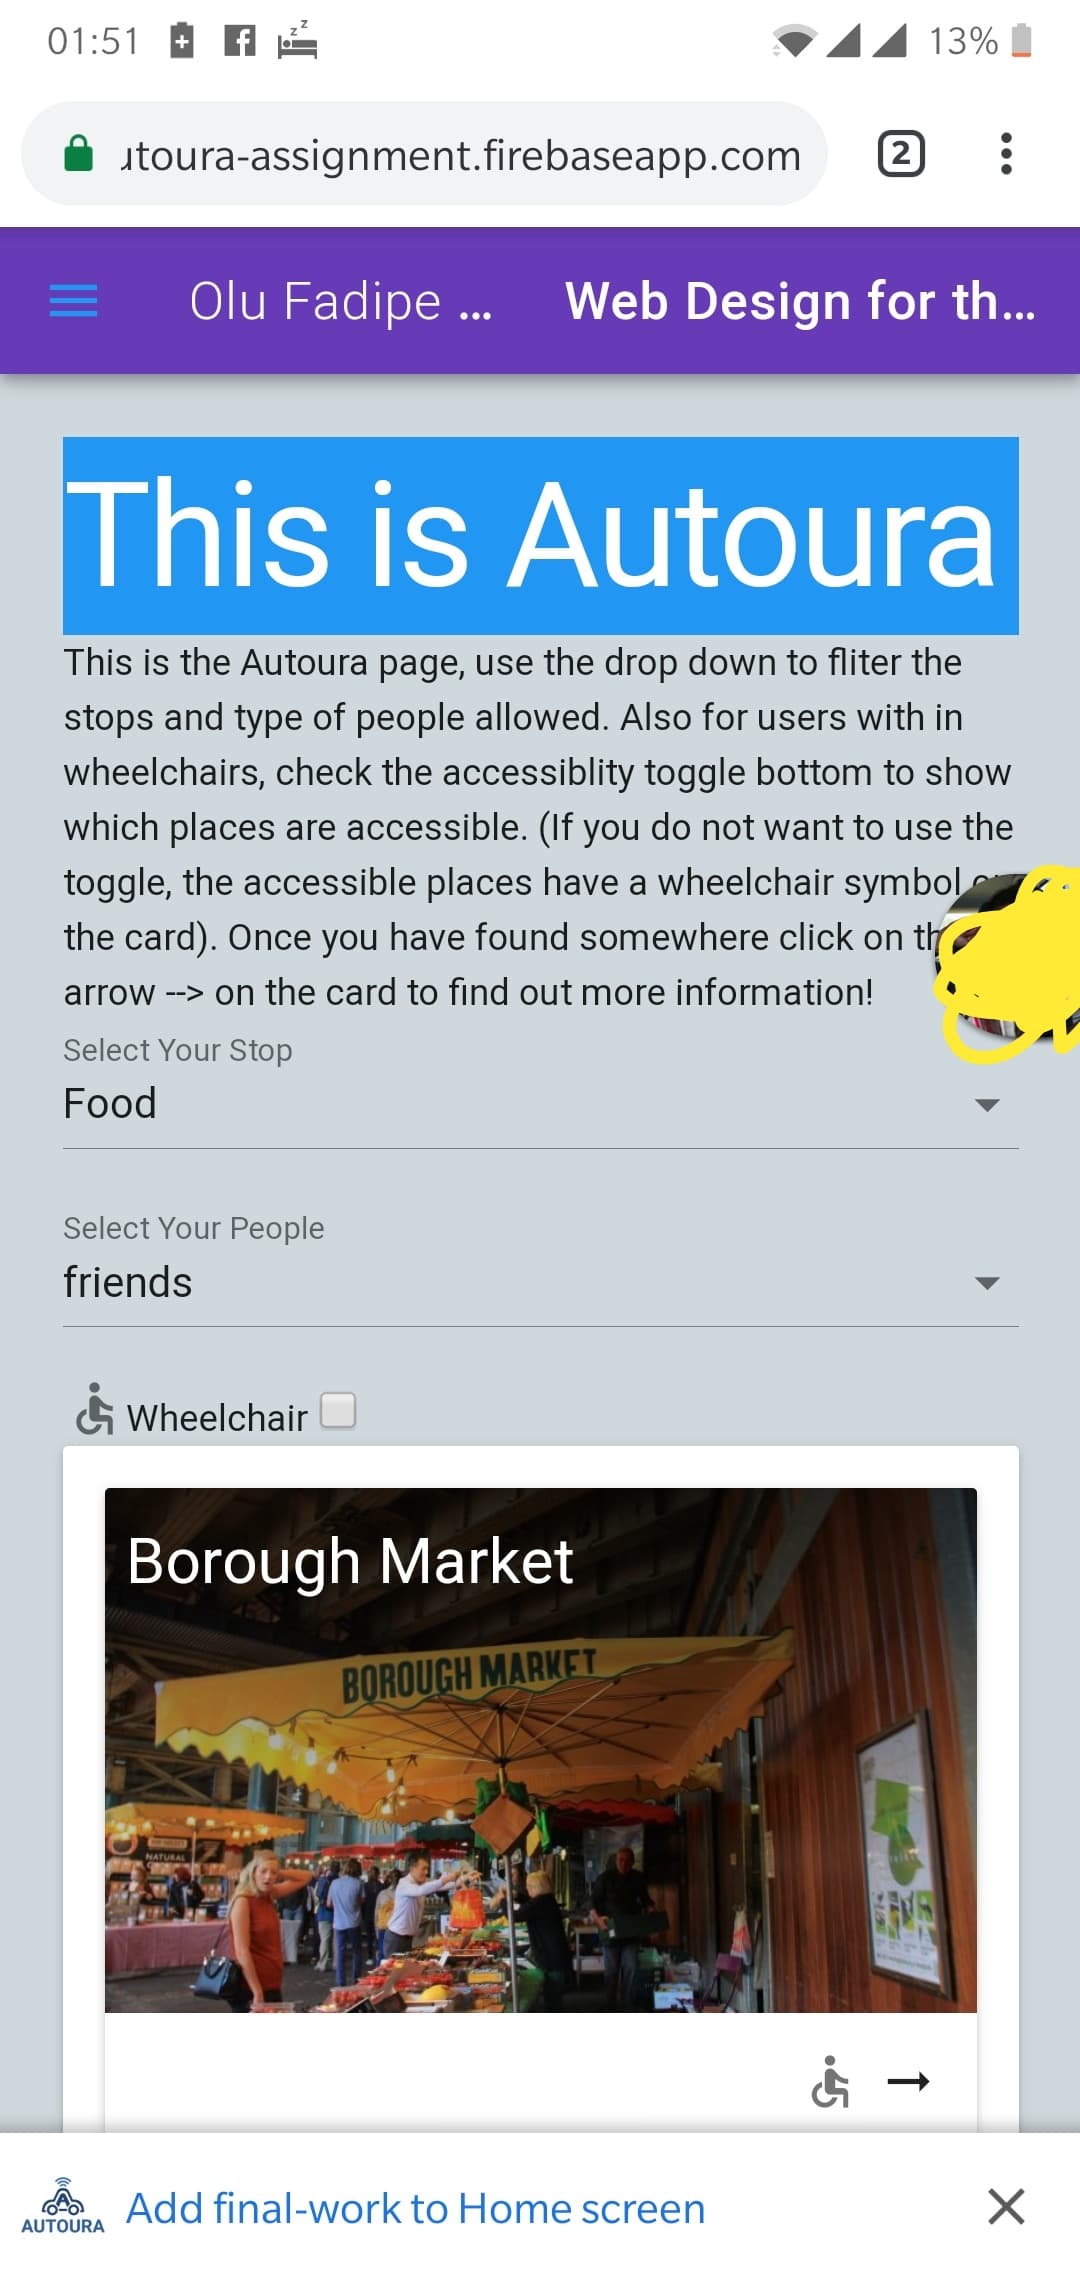 01:51
z z
13%
utoura-assignment.firebaseapp.com
2
Olu Fadipe ...
Web Design for th...
This is Autoura
This is the Autoura page, use the drop down to fliter the
stops and type of people allowed. Also for users with in
wheelchairs, check the accessiblity toggle bottom to show
which places are accessible. (If you do not want to use the
toggle, the accessible places have a wheelchair symbol
the card). Once you have found somewhere click on
arrow --> on the card to find out more information!
Select Your Stop
Food
Select Your People
friends
Wheelchair
Borough Market
BOROUGH MARKET
NATURAL
AUTOURA
Add final-work to Home screen